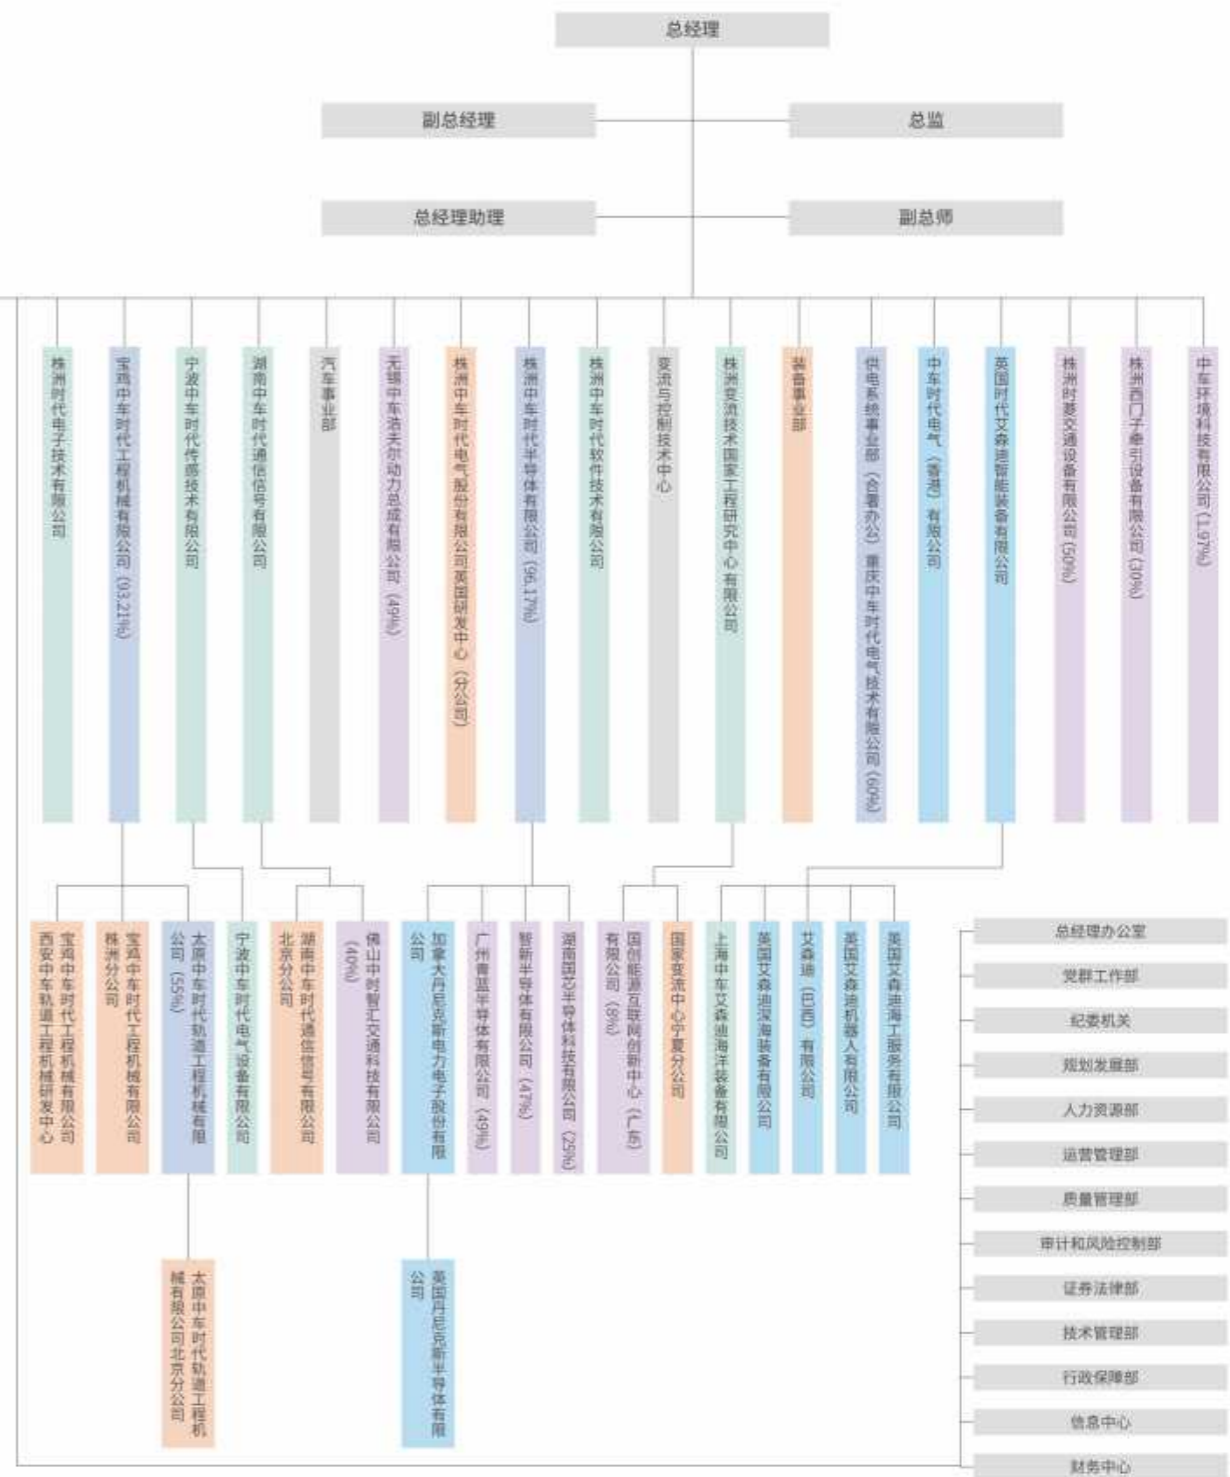 总经理
副总经理
总监
总经理助理
副总师
株洲时代电子技术有限公司
宝鸡中车时代工程机械有限公司（93.21%）
宁波中车时代传感技术有限公司
湖南中车时代通信信号有限公司
汽车事业部
无锡中车浩夫尔动力总成有限公司（49%）
株洲中车时代电气股份有限公司英国研发中心（分公司）
株洲中车时代半导体有限公司（96.17%）
株洲中车时代软件技术有限公司
变流与控制技术中心
株洲变流技术国家工程研究中心有限公司
装备事业部
供电系统事业部（合署办公）重庆中车时代电气技术有限公司（60%）
中车时代电气（香港）有限公司
英国时代艾森迪智能装备有限公司
株洲时菱交通设备有限公司(50%)
株洲西门子牵引设备有限公司(30%)
中车环境科技有限公司(1.97%)
宝鸡中车时代工程机械有限公司
西安中车轨道工程机械研发中心
宝鸡中车时代工程机械有限公司
株洲分公司
太原中车时代轨道工程机械有限
公司（55%）
宁波中车时代电气设备有限公司
湖南中车时代通信信号有限公司
北京分公司
佛山中时智汇交通科技有限公司
(40%)
加拿大丹尼克斯电力电子股份有限
公司
广州青蓝半导体有限公司（49%）
智新半导体有限公司（47%）
湖南国芯半导体科技有限公司（25%）
国创能源互联网创新中心（广东）
有限公司（8%）
国家变流中心宁夏分公司
上海中车艾森迪海洋装备有限公司
英国艾森迪深海装备有限公司
艾森迪（巴西）有限公司
英国艾森迪机器人有限公司
英国艾森迪海工服务有限公司
太原中车时代轨道工程机
械有限公司北京分公司
英国丹尼克斯半导体有限
公司
总经理办公室
党群工作部
纪委机关
规划发展部
人力资源部
运营管理部
质量管理部
审计和风险控制部
证券法律部
技术管理部
行政保障部
信息中心
财务中心